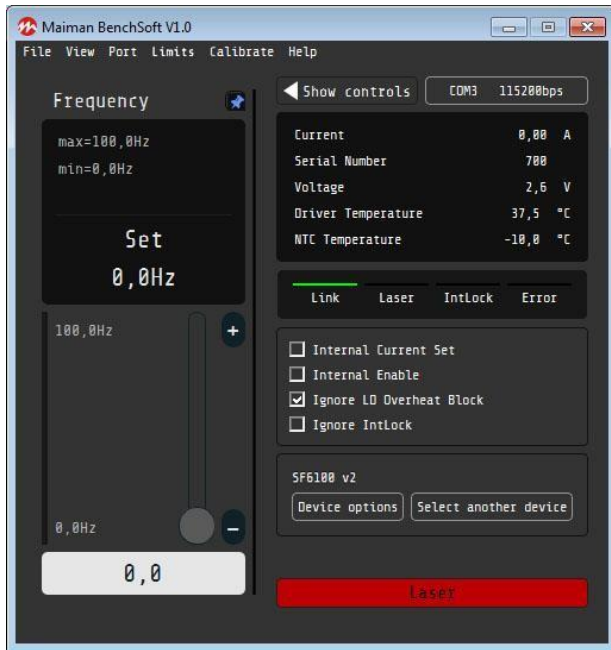 Maiman BenchSoft V1.0
File View Port Limits Calibrate Help
Frequency
max=100,0Hz
min=0,0Hz
Set
0,0Hz
100,0Hz
+
0,0Hz
−
0,0
Show controls
COM3 115200bps
Current 0,00 A
Serial Number 700
Voltage 2,6 V
Driver Temperature 37,5 °C
NTC Temperature -10,0 °C
Link Laser IntLock Error
Internal Current Set
Internal Enable
Ignore LD Overheat Block
Ignore IntLock
SF6100 v2
Device options Select another device
Laser